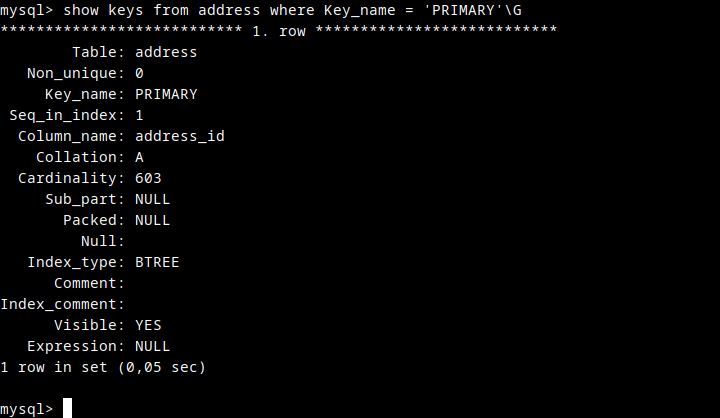 mysql> show keys from address where Key_name = 'PRIMARY'\G
*************************** 1. row ***************************
        Table: address
   Non_unique: 0
     Key_name: PRIMARY
 Seq_in_index: 1
  Column_name: address_id
    Collation: A
  Cardinality: 603
     Sub_part: NULL
       Packed: NULL
         Null:
   Index_type: BTREE
      Comment:
Index_comment:
      Visible: YES
   Expression: NULL
1 row in set (0,05 sec)
mysql>